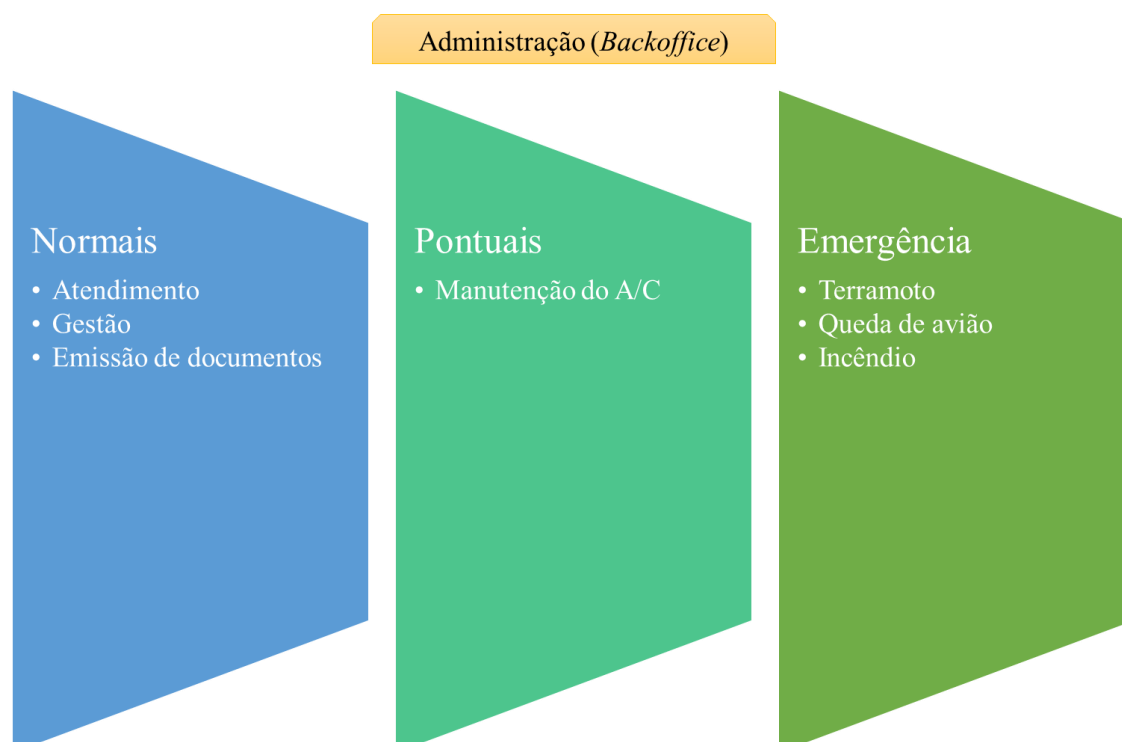 Administração (Backoffice)
Normais
• Atendimento
• Gestão
• Emissão de documentos
Pontuais
• Manutenção do A/C
Emergência
• Terramoto
• Queda de avião
• Incêndio